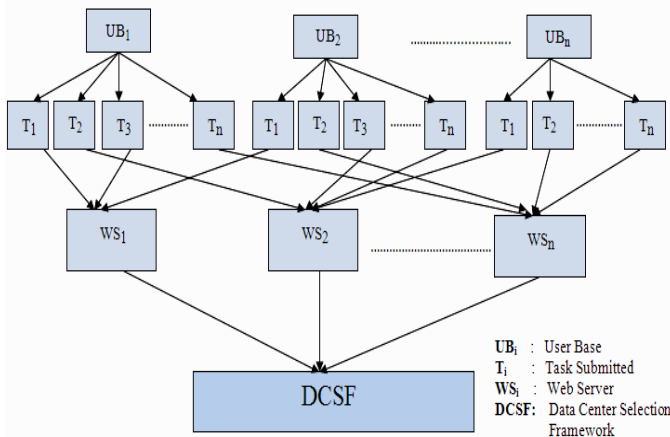 UB1 UB2 UBn
T1 T2 T3 Tn T1 T2 T3 Tn T1 T2 Tn
WS1 WS2 WSn
DCSF
UBi : User Base
Ti : Task Submitted
WSi : Web Server
DCSF: Data Center Selection
Framework